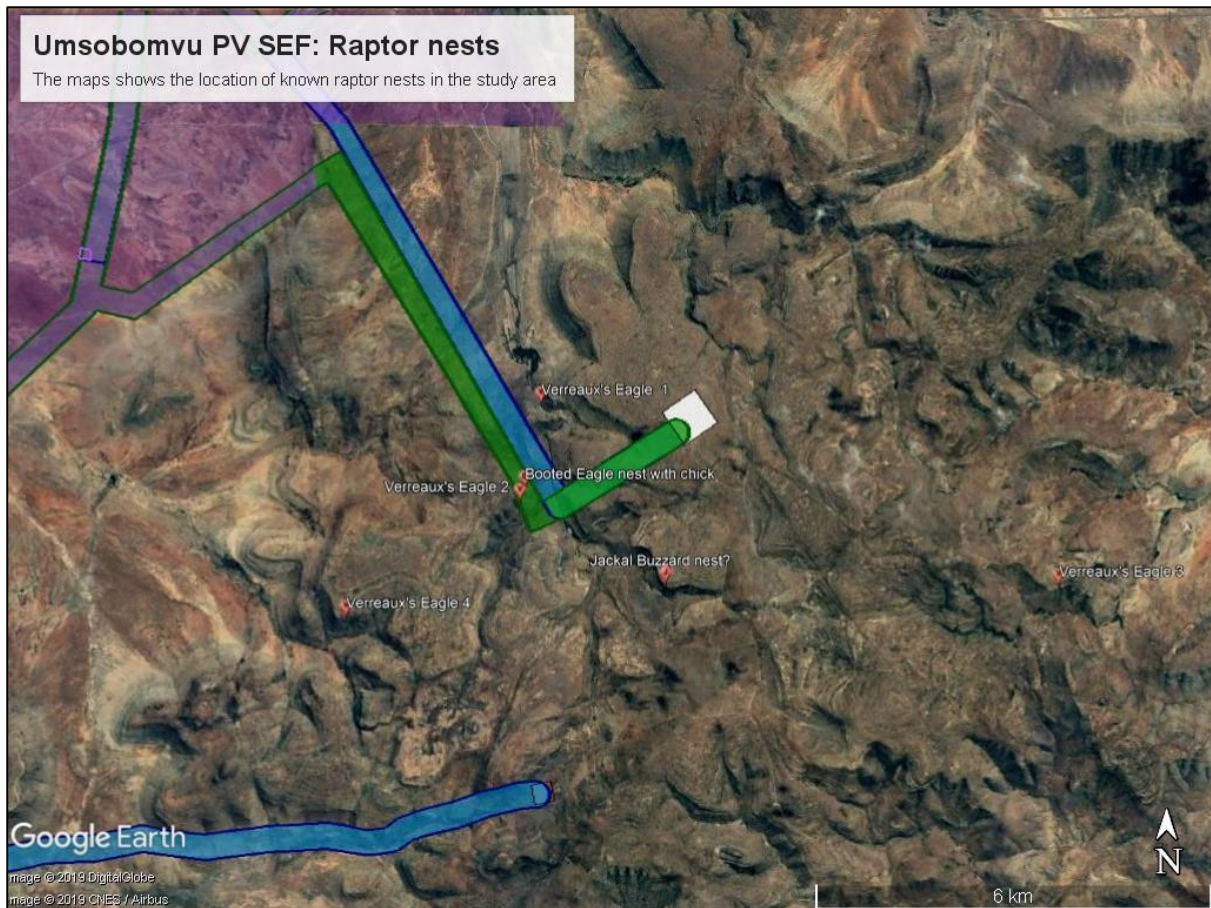 Umsobomvu PV SEF: Raptor nests
The maps shows the location of known raptor nests in the study area
Verreaux's Eagle 1
Booted Eagle nest with chick
Verreaux's Eagle 2
Jackal Buzzard nest?
Verreaux's Eagle 3
Verreaux's Eagle 4
Google Earth
mage © 2019 DigitalGlobe
mage © 2019 CNES / Airbus
N
6 km